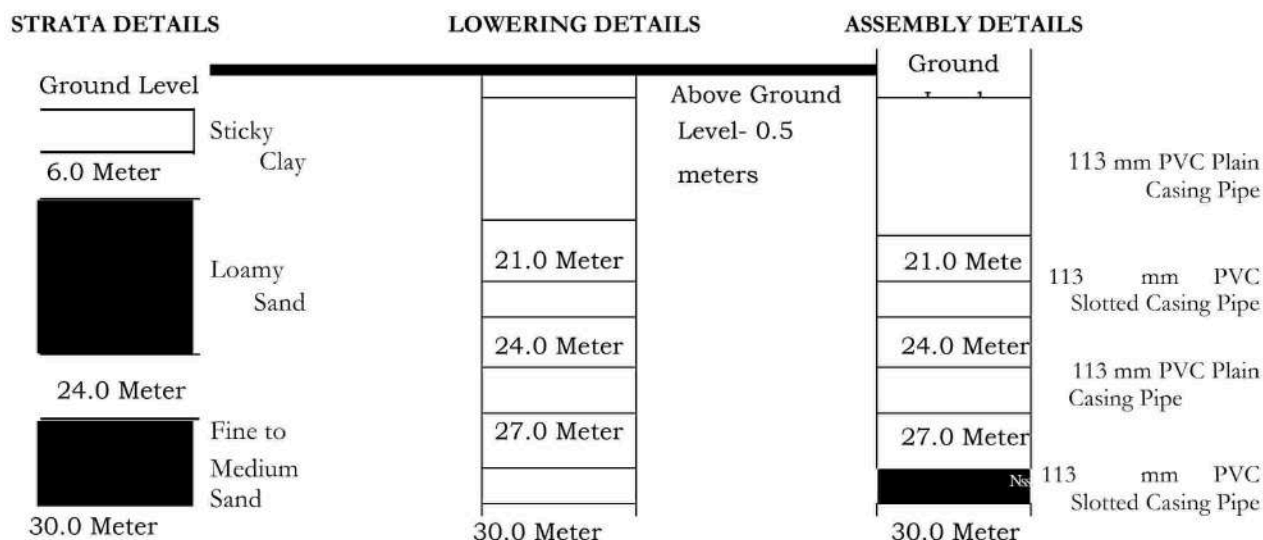 STRATA DETAILS
LOWERING DETAILS
ASSEMBLY DETAILS
Ground Level
Sticky
Clay
6.0 Meter
Loamy
Sand
24.0 Meter
Fine to
Medium
Sand
30.0 Meter
21.0 Meter
24.0 Meter
27.0 Meter
30.0 Meter
Above Ground
Level- 0.5
meters
Ground
113 mm PVC Plain
Casing Pipe
21.0 Mete
113 mm PVC
Slotted Casing Pipe
24.0 Meter
113 mm PVC Plain
Casing Pipe
27.0 Meter
113 mm PVC
Slotted Casing Pipe
30.0 Meter